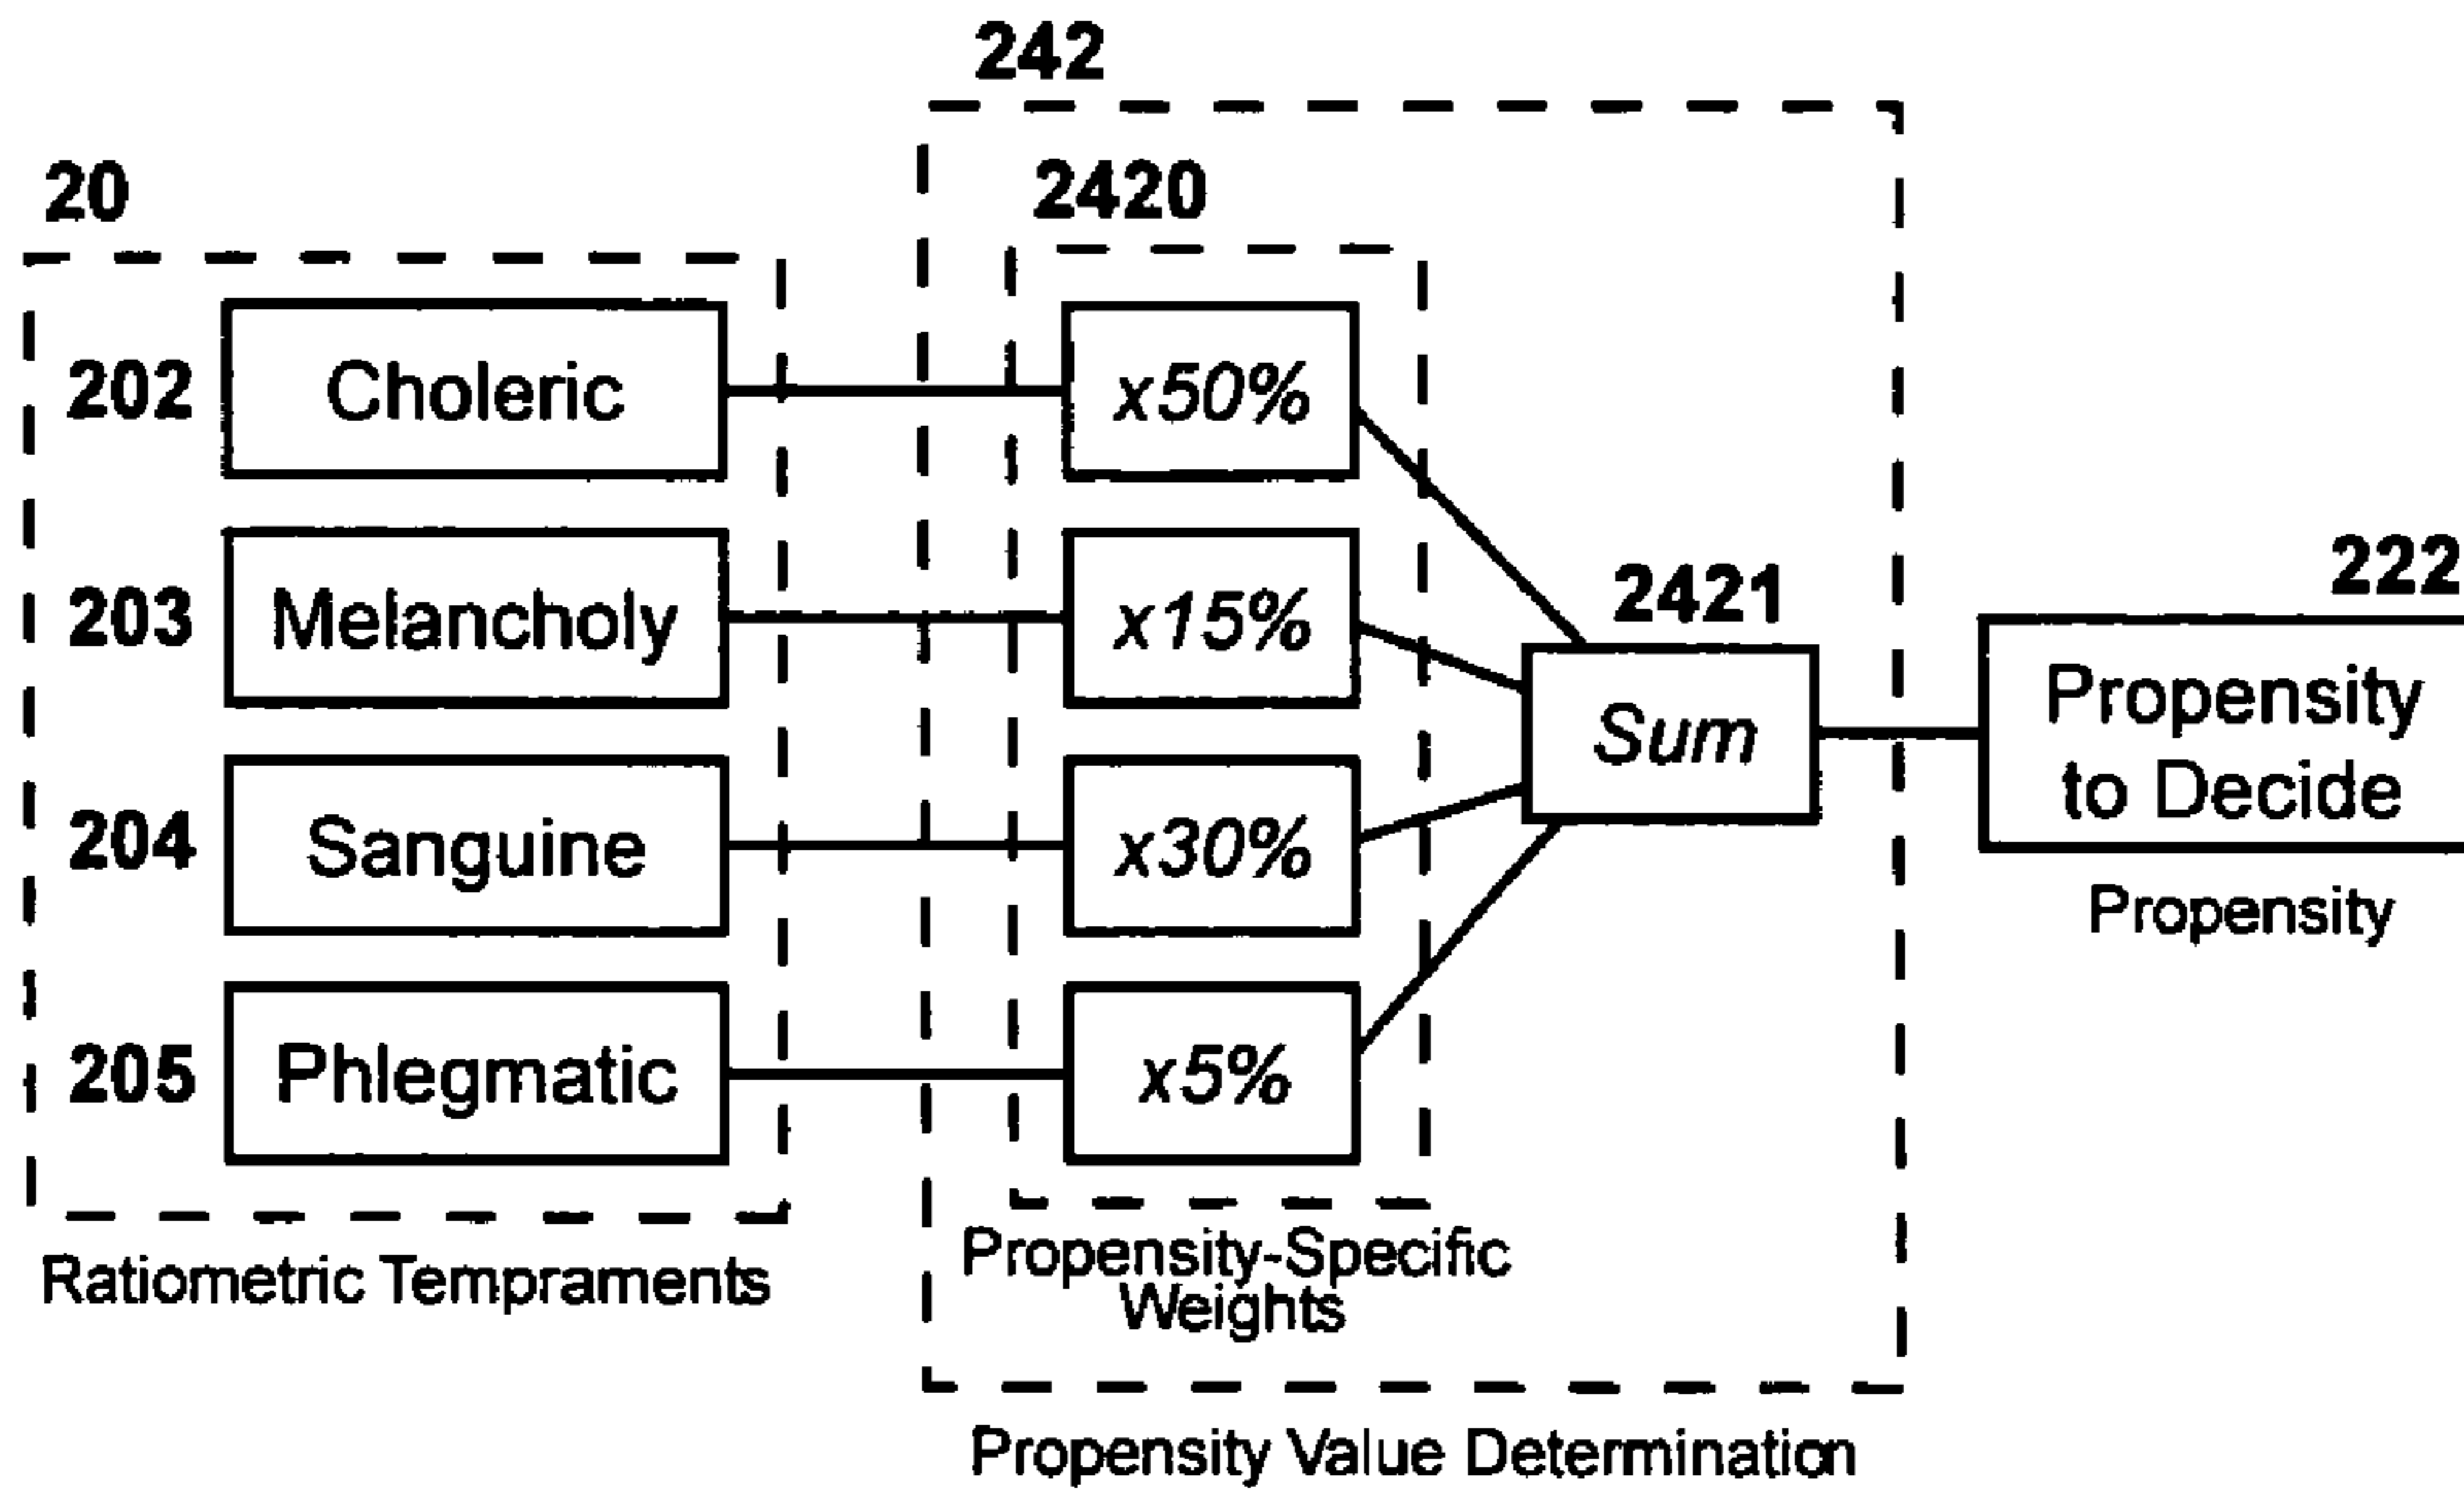 242
20
2420
202
Choleric
x50%
203
Melancholy
x15%
2421
222
Sum
Propensity
to Decide
204
Sanguine
x30%
Propensity
205
Phlegmatic
x5%
Ratiometric Tempraments
Propensity-Specific
Weights
Propensity Value Determination